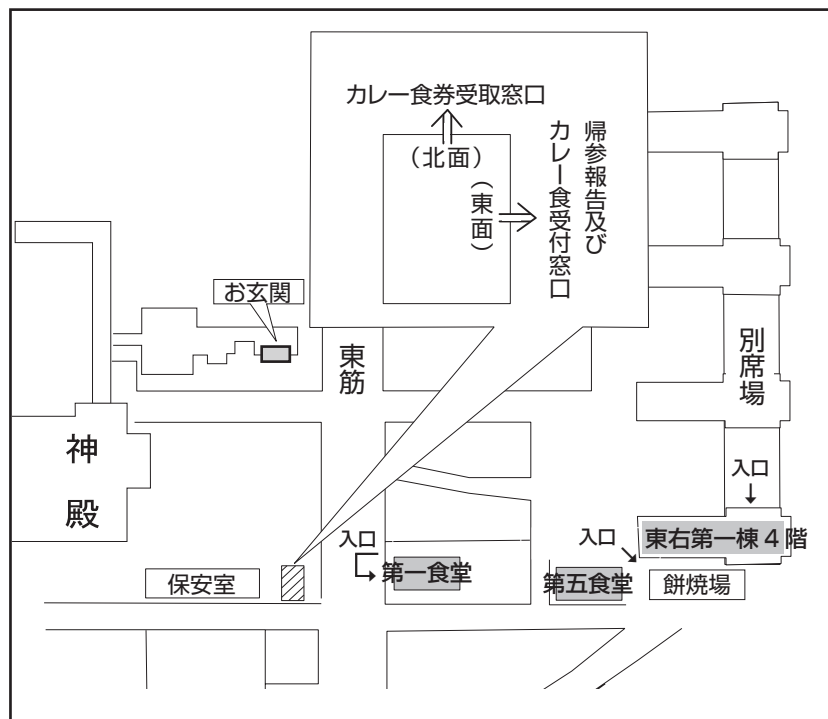 カレー食券受取窓口
（北面）
（東面）
帰参報告及び
カレー食受付窓口
お玄関
東筋
別席場
神殿
入口
入口
東右第一棟４階
入口
第一食堂
第五食堂
餅焼場
保安室